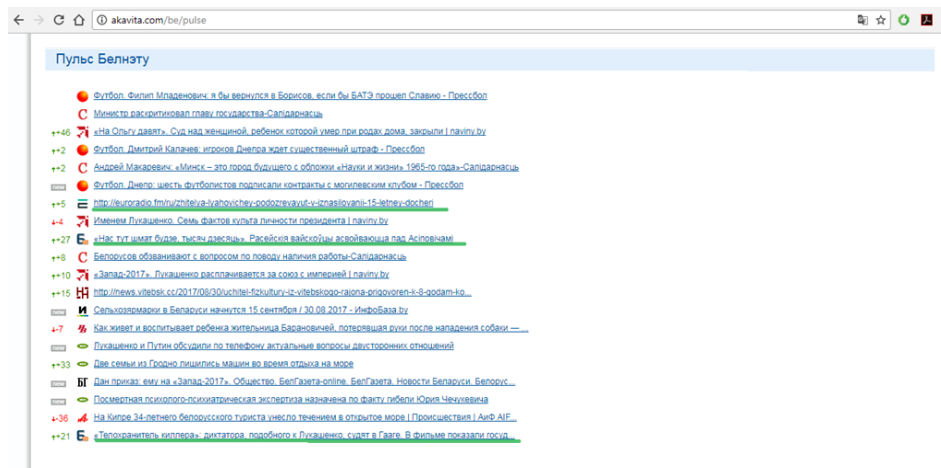 akavita.com/be/pulse
Пульс Белнэту
Футбол. Филип Младенович: я бы вернулся в Борисов, если бы БАТЭ прошел Славию - Прессбол
Министр раскритиковал главу государства-Салiдарнасць
+46 «На Ольгу давят». Суд над женщиной, ребенок которой умер при родах дома, закрыли | naviny.by
+2 Футбол. Дмитрий Калачев: игроков Днепра ждет существенный штраф - Прессбол
+2 Андрей Макаревич: «Минск – это город будущего с обложки «Науки и жизни» 1965-го года»-Салiдарнасць
new Футбол. Днепр: шесть футболистов подписали контракты с могилевским клубом - Прессбол
+5 http://euroradio.fm/ru/zhitelya-lyahovichey-podozrevayut-v-iznasilovanii-15-letney-docheri
-4 Именем Лукашенко. Семь фактов культа личности президента | naviny.by
+27 «Нас тут шмат будзе, тысяч дзесяць». Расейскія вайскоўцы асвойваюцца пад Асіповічамі
+8 Белорусов обзванивают с вопросом по поводу наличия работы-Салiдарнасць
+10 «Запад-2017». Лукашенко расплачивается за союз с империей | naviny.by
+15 http://news.vitebsk.cc/2017/08/30/uchitel-fizkultury-iz-vitebskogo-rajona-prigovoren-k-8-godam-ko...
new Сельхозярмарки в Беларуси начнутся 15 сентября / 30.08.2017 - ИнфоБаза.by
-7 Как живет и воспитывает ребенка жительница Барановичей, потерявшая руки после нападения собаки — ...
new Лукашенко и Путин обсудили по телефону актуальные вопросы двусторонних отношений
+33 Две семьи из Гродно лишились машин во время отдыха на море
new Дан приказ: ему на «Запад-2017». Общество. БелГазета-online. БелГазета. Новости Беларуси. Белорус...
new Посмертная психолого-психиатрическая экспертиза назначена по факту гибели Юрия Чечукевича
-36 На Кипре 34-летнего белорусского туриста унесло течением в открытое море | Происшествия | АиФ AIF...
+21 «Телохранитель киллера»: диктатора, подобного к Лукашенко, судят в Гааге. В фильме показали госуд...